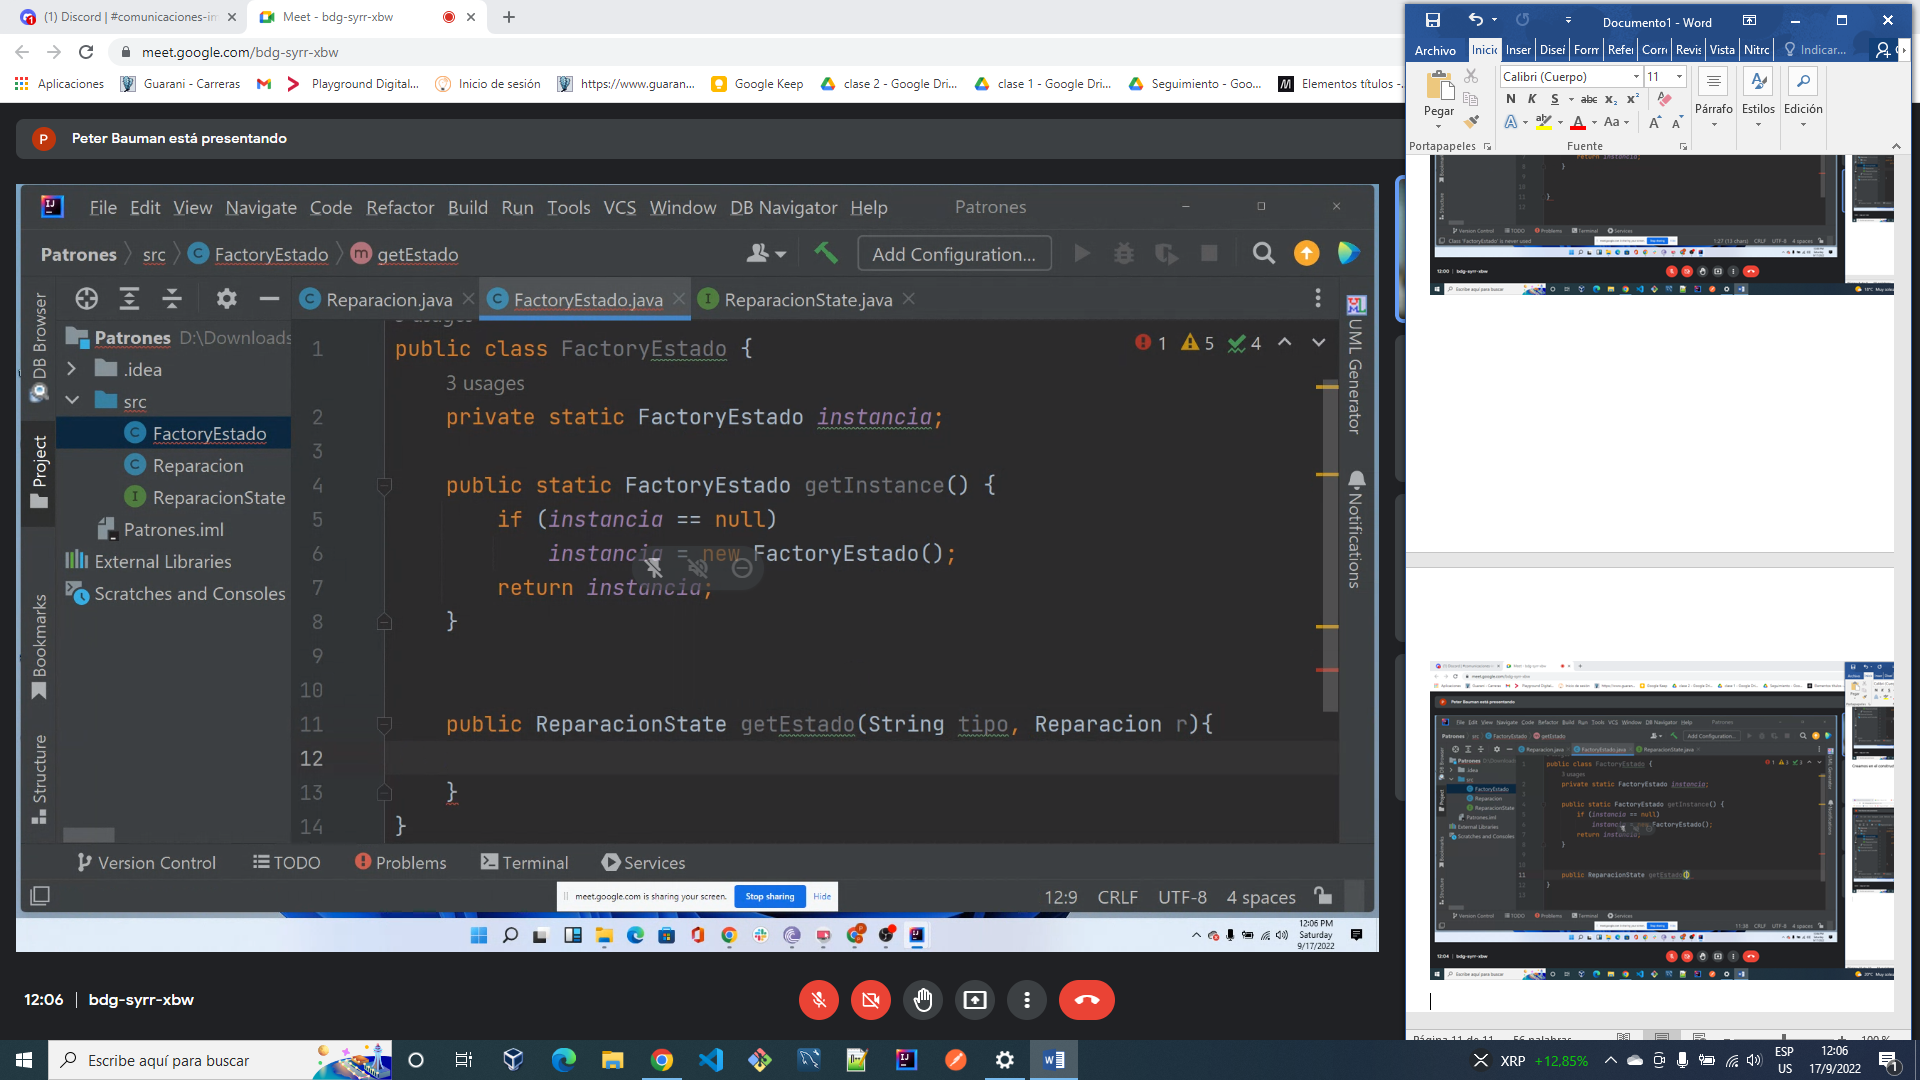 (1) Discord | #comunicaciones-in
Meet - bdg-syrr-xbw
meet.google.com/bdg-syrr-xbw
Aplicaciones
Guarani - Carreras
Playground Digital...
Inicio de sesión
https://www.guaran...
Google Keep
clase 2 - Google Dri...
clase 1 - Google Dri...
Seguimiento - Goo...
Elementos títulos -...
P
Peter Bauman está presentando
File Edit View Navigate Code Refactor Build Run Tools VCS Window DB Navigator Help
Patrones
Patrones
src
FactoryEstado
getEstado
Add Configuration...
Reparacion.java
FactoryEstado.java
ReparacionState.java
DB Browser
Project
Bookmarks
Structure
Patrones D:\Downloads
.idea
src
FactoryEstado
Reparacion
ReparacionState
Patrones.iml
External Libraries
Scratches and Consoles
1 5 4
1 public class FactoryEstado {
3 usages
2 private static FactoryEstado instancia;
3
4 public static FactoryEstado getInstance() {
5 if (instancia == null)
6 instancia = new FactoryEstado();
7 return instancia;
8 }
9
10
11 public ReparacionState getEstado(String tipo, Reparacion r){
12
13 }
14 }
UML Generator
Notifications
Version Control
TODO
Problems
Terminal
Services
meet.google.com is sharing your screen.
Stop sharing
Hide
12:9 CRLF UTF-8 4 spaces
12:06 PM
Saturday
9/17/2022
12:06 | bdg-syrr-xbw
Documento1 - Word
Archivo
Inicio
Inser
Diseí
Form
Refer
Corre
Revis
Vista
Nitro
Indicar...
Pegar
Portapapeles
Calibri (Cuerpo)
11
N K S abc x₂ x²
Aa
Fuente
Párrafo
Estilos
Edición
Página 11 de 11
56 palabras
100 %
Escribe aquí para buscar
XRP +12,85%
ESP
US
12:06
17/9/2022
1